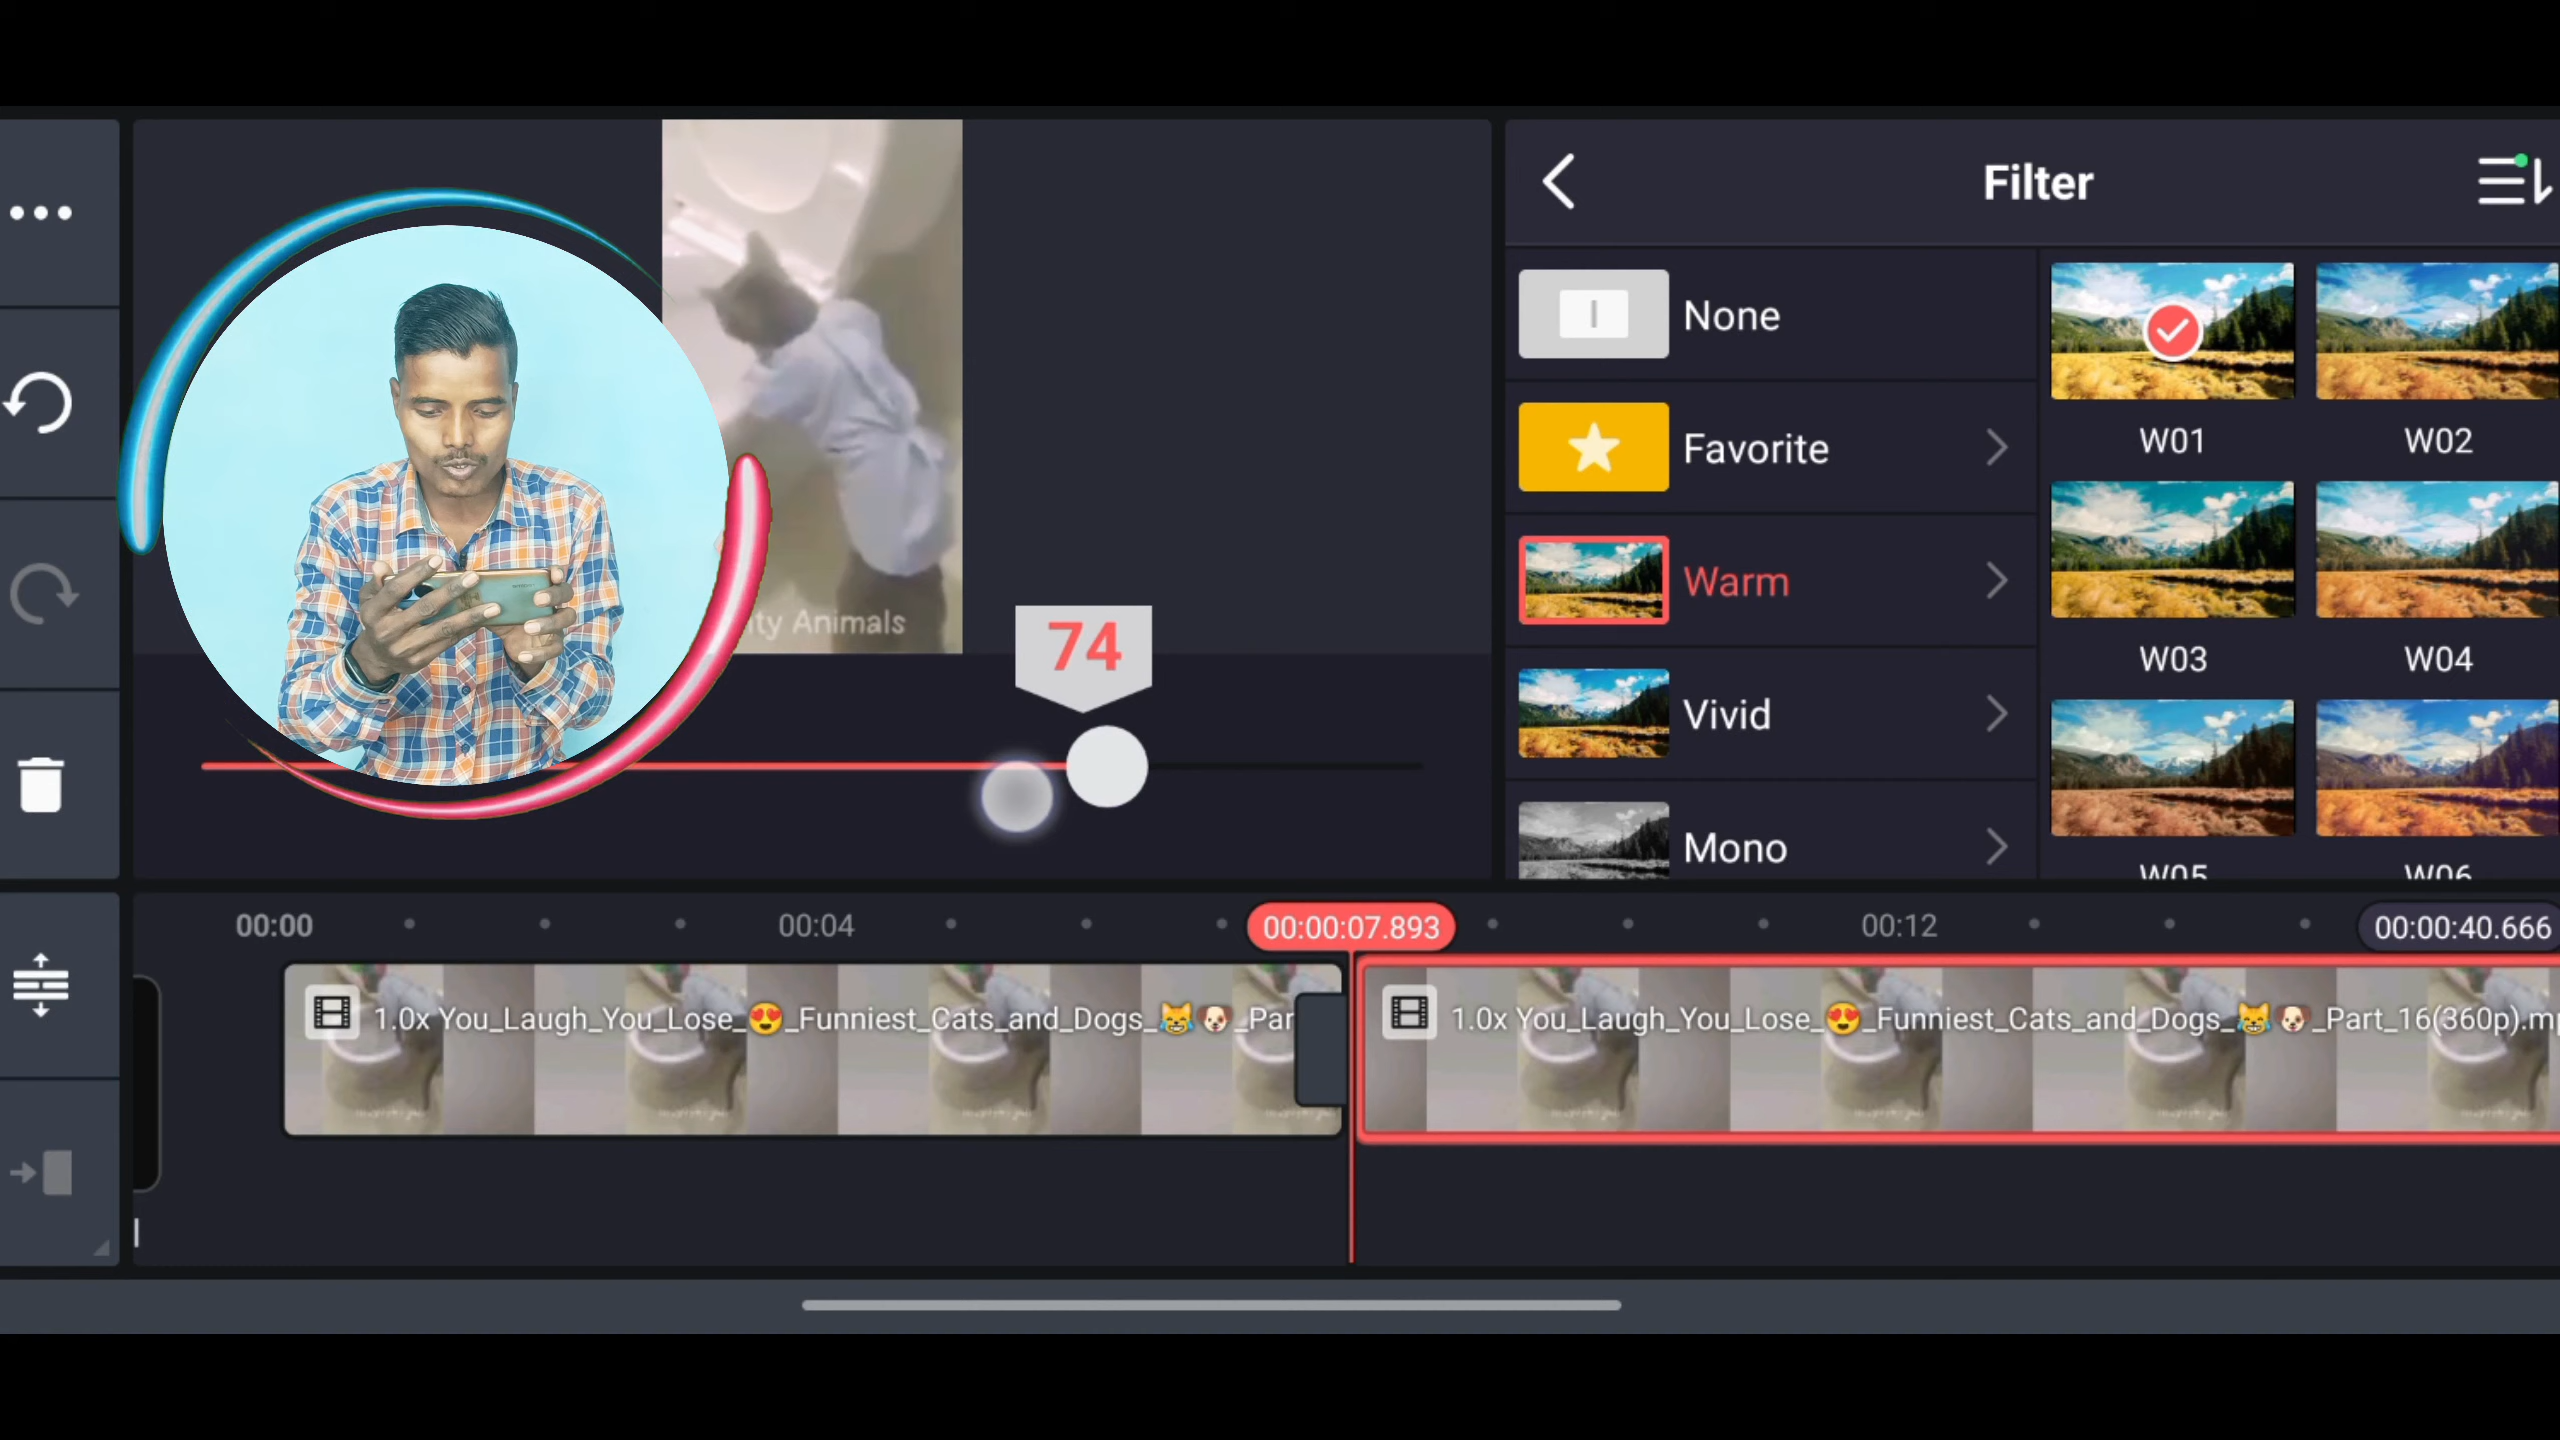 Filter
None
Favorite
Warm
Vivid
Mono
W01
W02
W03
W04
W05
W06
ty Animals
74
00:00
00:04
00:00:07.893
00:12
00:00:40.666
1.0x You_Laugh_You_Lose_😍_Funniest_Cats_and_Dogs_😹🐶_Par
1.0x You_Laugh_You_Lose_😍_Funniest_Cats_and_Dogs_😹🐶_Part_16(360p).m